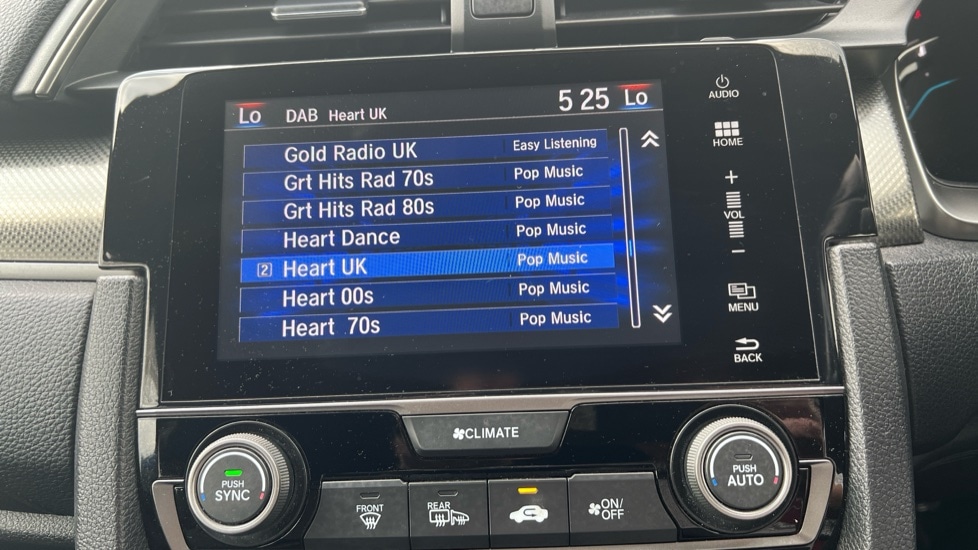 Lo DAB Heart UK 5 25 Lo
Gold Radio UK Easy Listening
Grt Hits Rad 70s Pop Music
Grt Hits Rad 80s Pop Music
Heart Dance Pop Music
2 Heart UK Pop Music
Heart 00s Pop Music
Heart 70s Pop Music
AUDIO
HOME
+
VOL
−
MENU
BACK
CLIMATE
PUSH
SYNC
FRONT
REAR
ON/
OFF
PUSH
AUTO